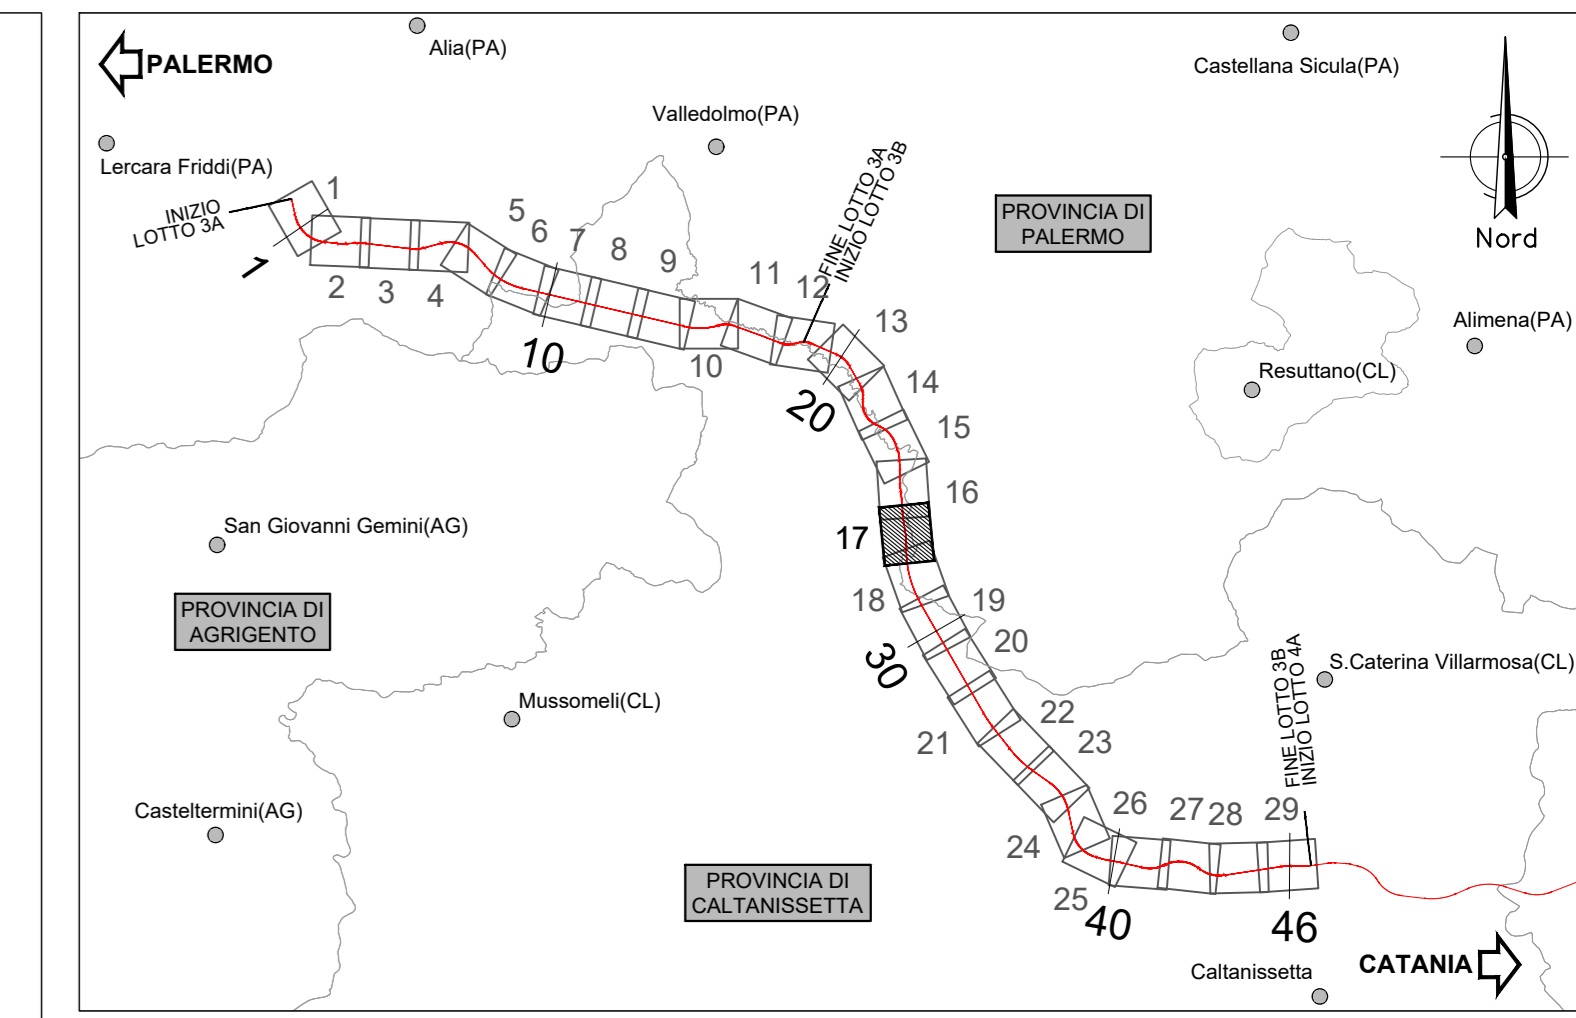 PALERMO
Alia(PA)
Castellana Sicula(PA)
Valledolmo(PA)
Lercara Friddi(PA)
INIZIO
LOTTO 3A
1
1
2
3
4
5
6
7
8
9
10
10
11
12
FINE LOTTO 3A
INIZIO LOTTO 3B
PROVINCIA DI
PALERMO
Nord
13
20
14
15
Alimena(PA)
Resuttano(CL)
16
17
San Giovanni Gemini(AG)
PROVINCIA DI
AGRIGENTO
18
19
20
30
Mussomeli(CL)
S.Caterina Villarmosa(CL)
FINE LOTTO 3B
INIZIO LOTTO 4A
21
22
23
Casteltermini(AG)
24
25
26
27
28
29
40
46
PROVINCIA DI
CALTANISSETTA
Caltanissetta
CATANIA